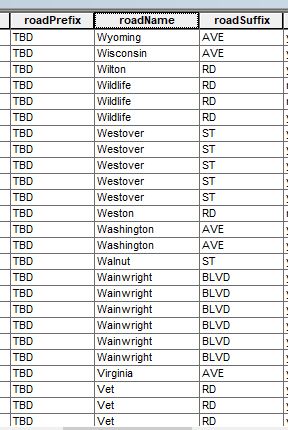 roadPrefix roadName roadSuffix
TBD Wyoming AVE
TBD Wisconsin AVE
TBD Wilton RD
TBD Wildlife RD
TBD Wildlife RD
TBD Wildlife RD
TBD Westover ST
TBD Westover ST
TBD Westover ST
TBD Westover ST
TBD Westover ST
TBD Weston RD
TBD Washington AVE
TBD Washington AVE
TBD Walnut ST
TBD Wainwright BLVD
TBD Wainwright BLVD
TBD Wainwright BLVD
TBD Wainwright BLVD
TBD Wainwright BLVD
TBD Wainwright BLVD
TBD Virginia AVE
TBD Vet RD
TBD Vet RD
TBD Vet RD